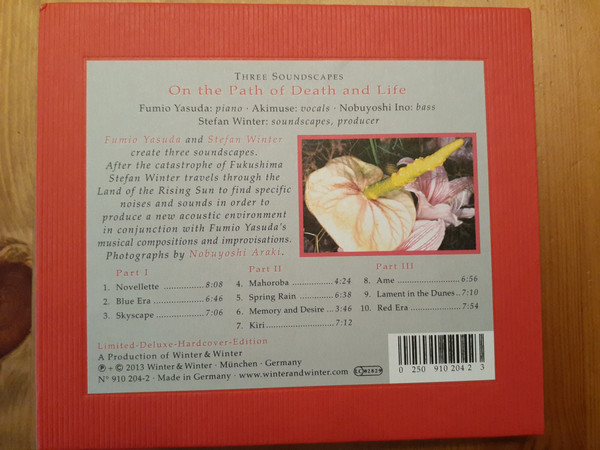 Three Soundscapes
On the Path of Death and Life
Fumio Yasuda: piano · Akimuse: vocals · Nobuyoshi Ino: bass
Stefan Winter: soundscapes, producer
Fumio Yasuda and Stefan Winter
create three soundscapes.
After the catastrophe of Fukushima
Stefan Winter travels through the
Land of the Rising Sun to find specific
noises and sounds in order to
produce a new acoustic environment
in conjunction with Fumio Yasuda's
musical compositions and improvisations.
Photographs by Nobuyoshi Araki.
Part I
1. Novellette ........... 8:08
2. Blue Era ............... 6:46
3. Skyscape .............. 7:06
Part II
4. Mahoroba ............... 4:24
5. Spring Rain ............ 6:38
6. Memory and Desire ... 3:46
7. Kiri ........................ 7:12
Part III
8. Ame ........................ 6:56
9. Lament in the Dunes .. 7:10
10. Red Era ................. 7:54
Limited-Deluxe-Hardcover-Edition
A Production of Winter & Winter
℗ + © 2013 Winter & Winter · München · Germany
N° 910 204-2 · Made in Germany · www.winterandwinter.com
LC 02829
0 250 910 204 2 3